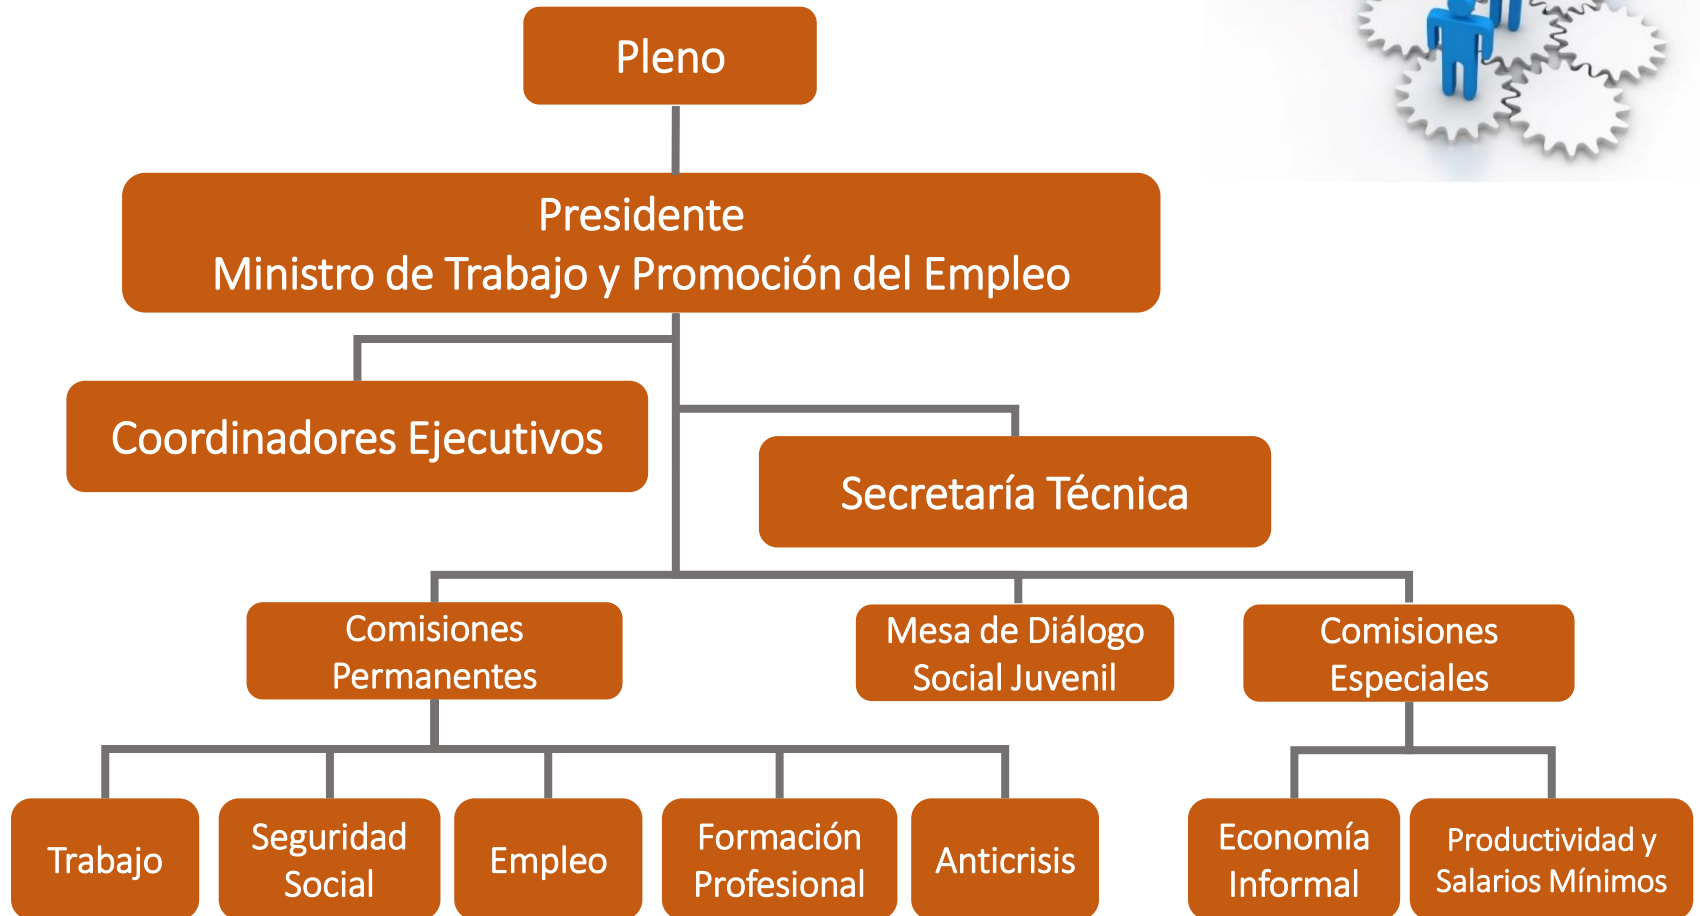 Pleno
Presidente
Ministro de Trabajo y Promoción del Empleo
Coordinadores Ejecutivos
Secretaría Técnica
Comisiones
Permanentes
Mesa de Diálogo
Social Juvenil
Comisiones
Especiales
Trabajo
Seguridad
Social
Empleo
Formación
Profesional
Anticrisis
Economía
Informal
Productividad y
Salarios Mínimos